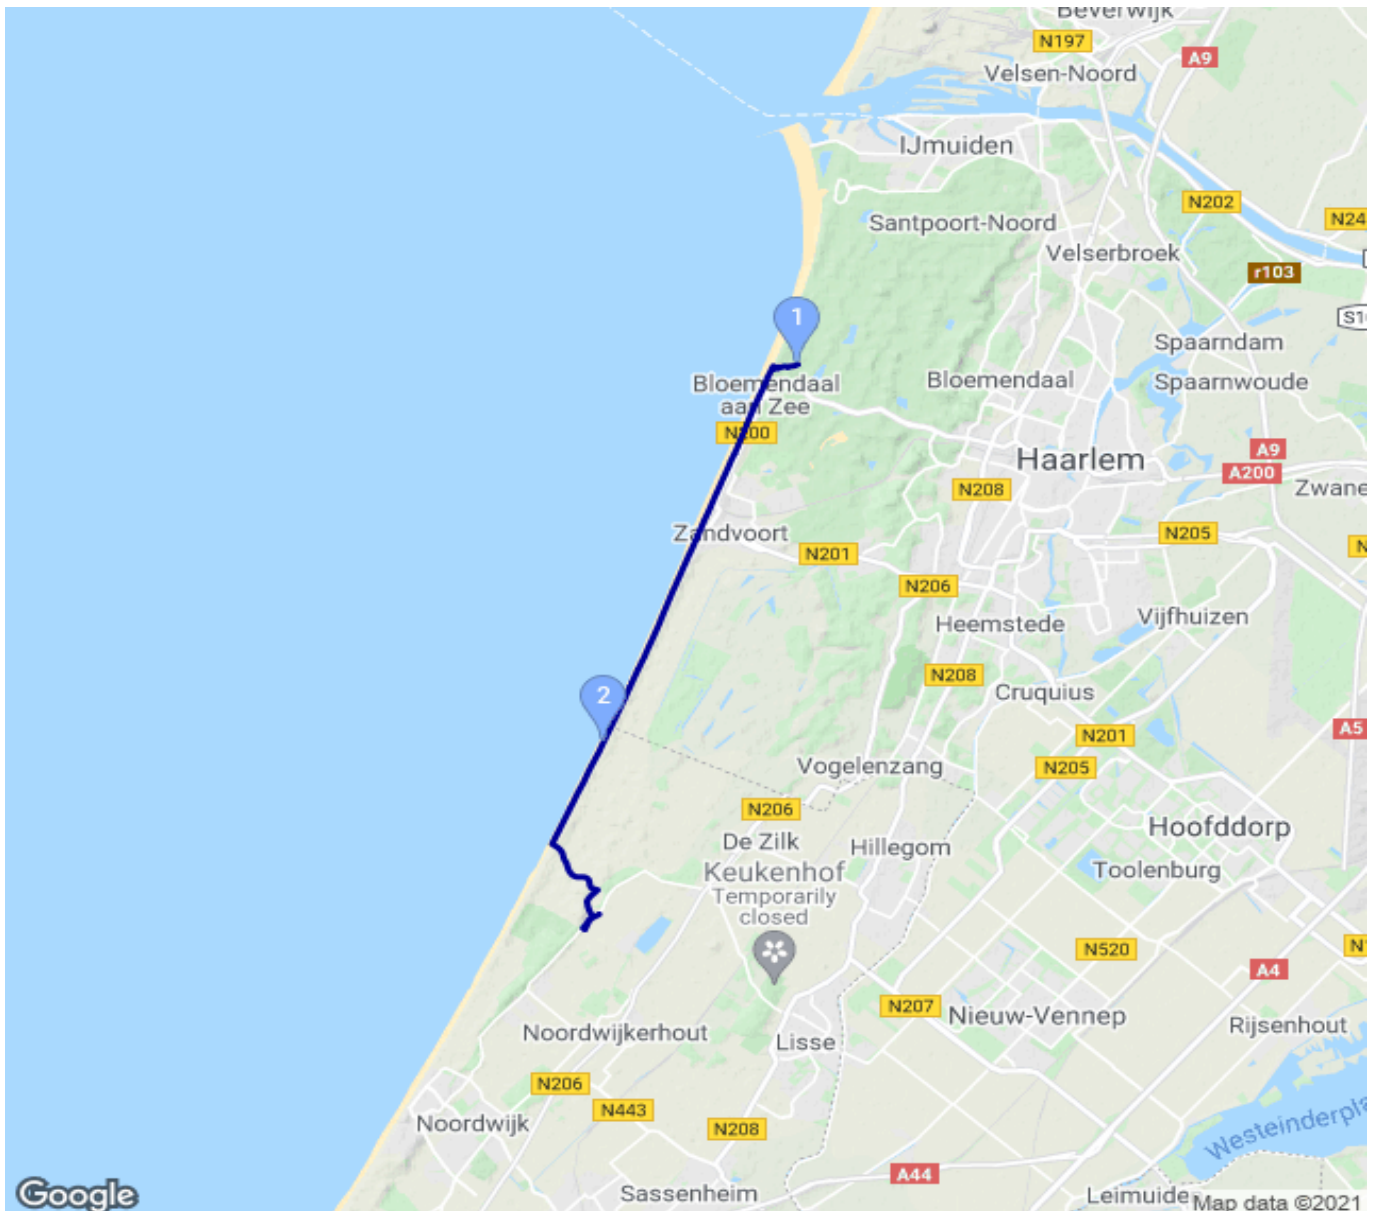 Beverwijk
N197
A9
Velsen-Noord
IJmuiden
N202
N24
Santpoort-Noord
Velserbroek
r103
1
Spaarndam
Bloemendaal
aan Zee
Bloemendaal
Spaarnwoude
N200
Haarlem
A9
A200
N208
Zwane
Zandvoort
N205
N201
N206
Heemstede
Vijfhuizen
N208
Cruquius
2
A5
N201
Vogelenzang
N205
N206
De Zilk
Hillegom
Hoofddorp
Keukenhof
Temporarily
closed
Toolenburg
N520
A4
N207
Nieuw-Vennep
Rijsenhout
Noordwijkerhout
Lisse
N206
N443
Noordwijk
N208
Westeinderpla
A44
Sassenheim
Leimuide
Google
Map data ©2021